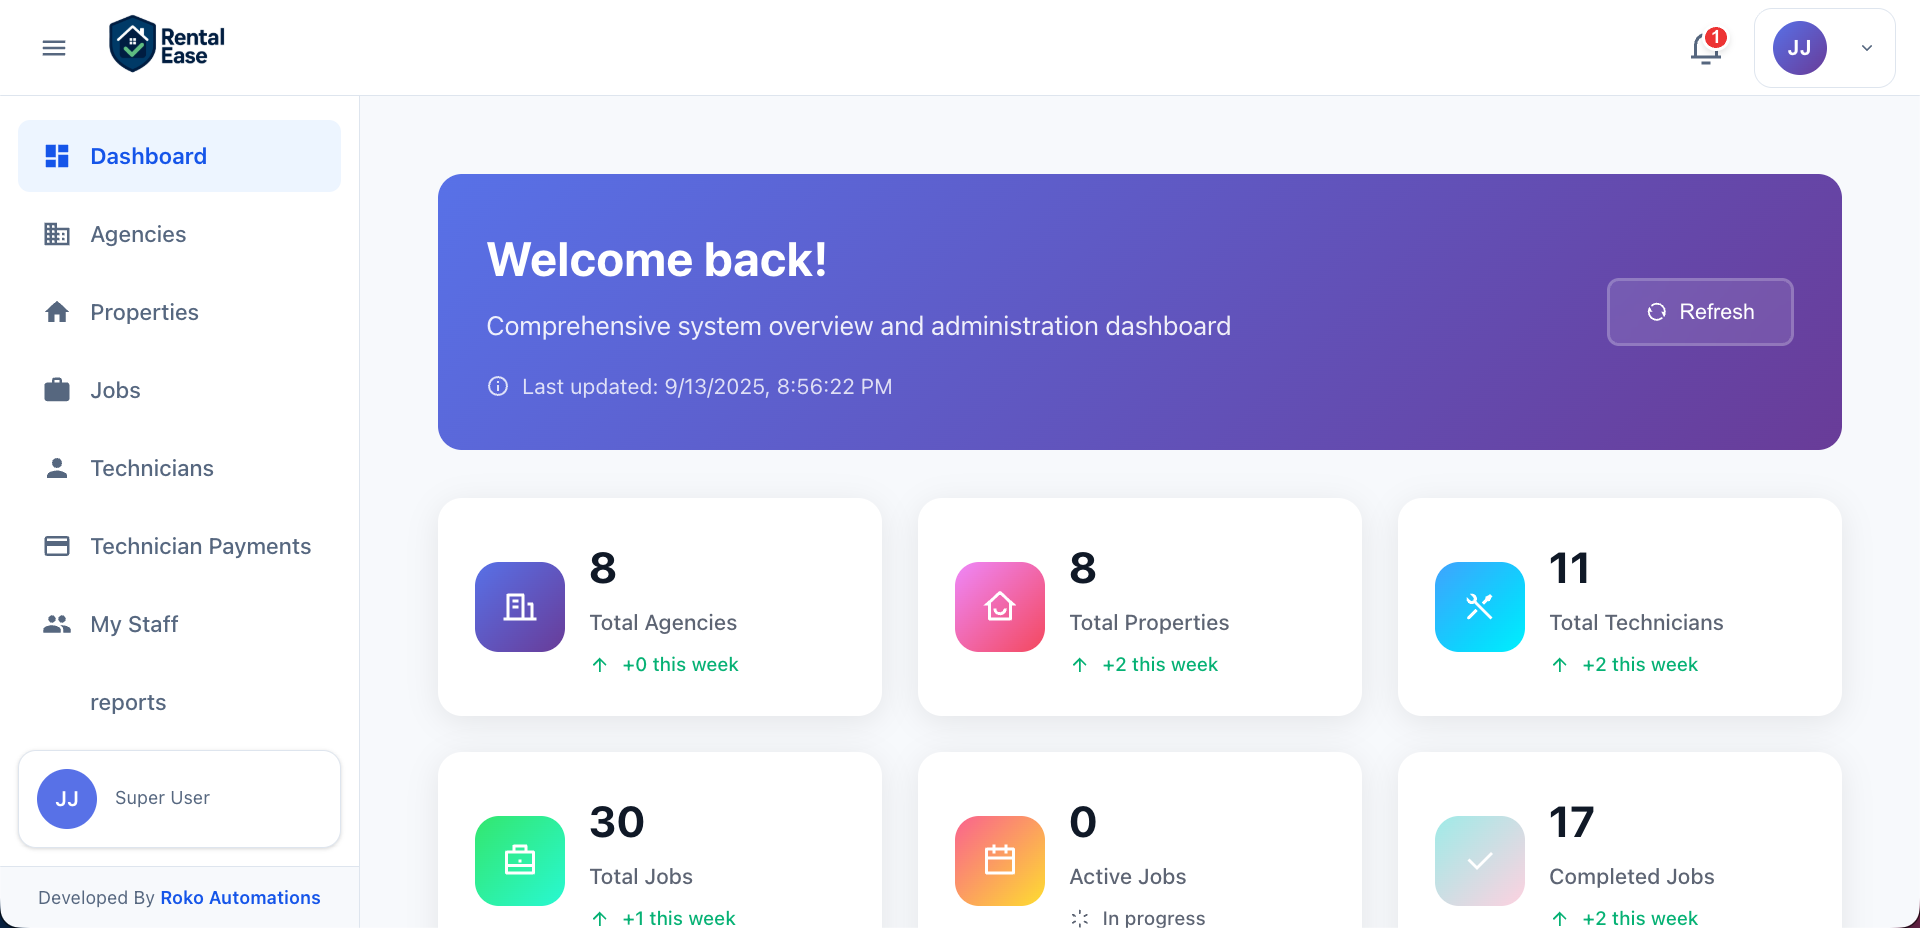 Rental
Ease
1
JJ
Dashboard
Agencies
Properties
Jobs
Technicians
Technician Payments
My Staff
reports
JJ
Super User
Developed By Roko Automations
Welcome back!
Comprehensive system overview and administration dashboard
Last updated: 9/13/2025, 8:56:22 PM
Refresh
8
Total Agencies
+0 this week
8
Total Properties
+2 this week
11
Total Technicians
+2 this week
30
Total Jobs
+1 this week
0
Active Jobs
In progress
17
Completed Jobs
+2 this week